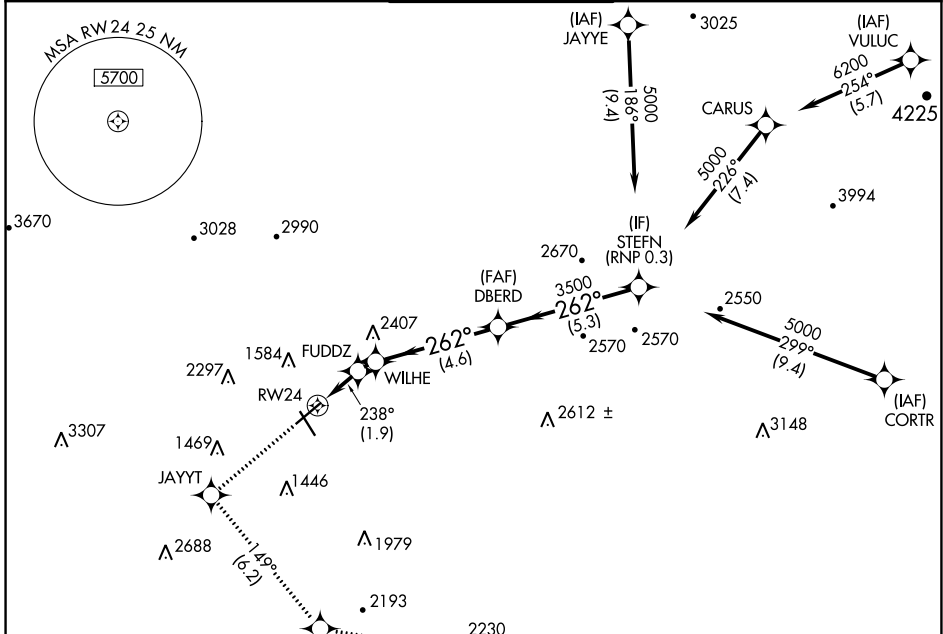 MSA RW24 25 NM
5700
(IAF)
JAYYE
3025
(IAF)
VULUC
6200
254°
(5.7)
4225
CARUS
5000
186°
(9.4)
5000
226°
(7.4)
3994
3670
3028
2990
(IF)
STEFN
(RNP 0.3)
2670
(FAF)
DBERD
3500
262°
(5.3)
2550
5000
299°
(9.4)
2570
2570
2407
262°
(4.6)
FUDDZ
1584
WILHE
2297
RW24
238°
(1.9)
(IAF)
CORTR
2612 ±
3148
3307
1469
JAYYT
1446
2688
149°
(6.2)
1979
2193
2230